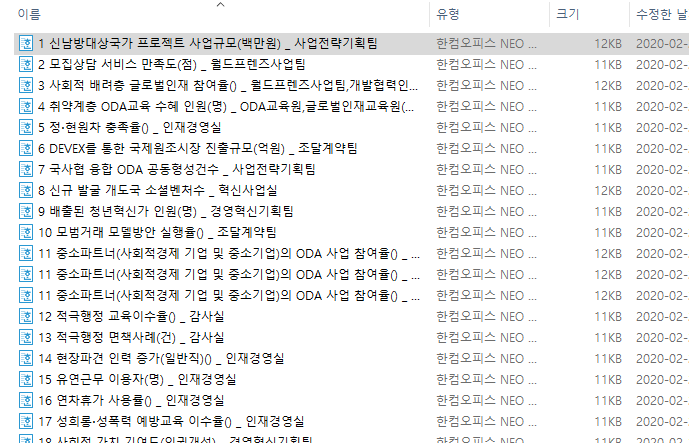 이름 유형 크기 수정한 날
1 신남방대상국가 프로젝트 사업규모(백만원) _ 사업전략기획팀 한컴오피스 NEO ... 12KB 2020-02-
2 모집상담 서비스 만족도(점) _ 월드프렌즈사업팀 한컴오피스 NEO ... 11KB 2020-02-
3 사회적 배려층 글로벌인재 참여율() _ 월드프렌즈사업팀,개발협력인... 한컴오피스 NEO ... 12KB 2020-02-
4 취약계층 ODA교육 수혜 인원(명) _ ODA교육원,글로벌인재교육원(... 한컴오피스 NEO ... 11KB 2020-02-
5 정·현원차 충족율() _ 인재경영실 한컴오피스 NEO ... 11KB 2020-02-
6 DEVEX를 통한 국제원조시장 진출규모(억원) _ 조달계약팀 한컴오피스 NEO ... 11KB 2020-02-
7 국사협 융합 ODA 공동형성건수 _ 사업전략기획팀 한컴오피스 NEO ... 11KB 2020-02-
8 신규 발굴 개도국 소셜벤처수 _ 혁신사업실 한컴오피스 NEO ... 12KB 2020-02-
9 배출된 청년혁신가 인원(명) _ 경영혁신기획팀 한컴오피스 NEO ... 11KB 2020-02-
10 모범거래 모델방안 실행율() _ 조달계약팀 한컴오피스 NEO ... 11KB 2020-02-
11 중소파트너(사회적경제 기업 및 중소기업)의 ODA 사업 참여율() _ ... 한컴오피스 NEO ... 12KB 2020-02-
11 중소파트너(사회적경제 기업 및 중소기업)의 ODA 사업 참여율() _ ... 한컴오피스 NEO ... 12KB 2020-02-
11 중소파트너(사회적경제 기업 및 중소기업)의 ODA 사업 참여율() _ ... 한컴오피스 NEO ... 12KB 2020-02-
12 적극행정 교육이수율() _ 감사실 한컴오피스 NEO ... 11KB 2020-02-
13 적극행정 면책사례(건) _ 감사실 한컴오피스 NEO ... 11KB 2020-02-
14 현장파견 인력 증가(일반직)() _ 인재경영실 한컴오피스 NEO ... 11KB 2020-02-
15 유연근무 이용자(명) _ 인재경영실 한컴오피스 NEO ... 11KB 2020-02-
16 연차휴가 사용율() _ 인재경영실 한컴오피스 NEO ... 11KB 2020-02-
17 성희롱·성폭력 예방교육 이수율() _ 인재경영실 한컴오피스 NEO ... 11KB 2020-02-
18 사회적 가치 기여도(인권개선) _ 경영혁신기획팀 한컴오피스 NEO ... 11KB 2020-02-